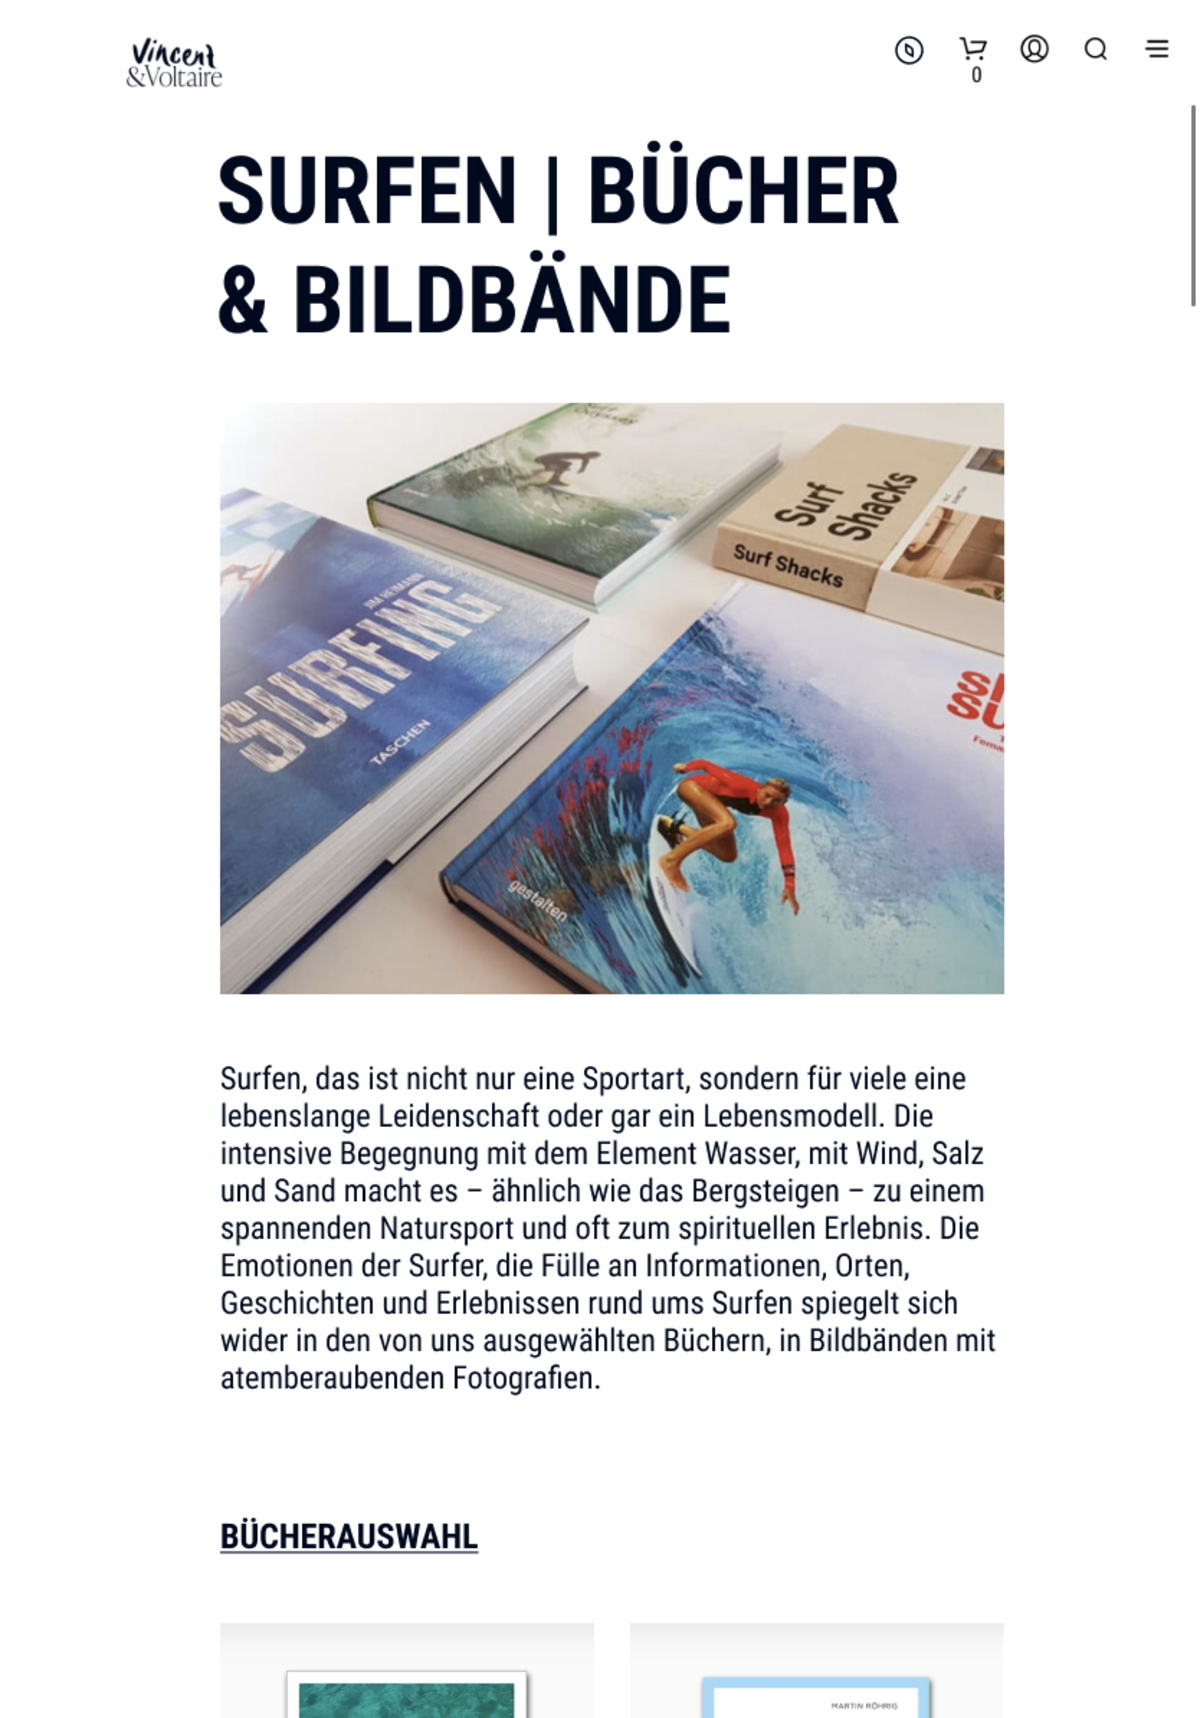 Vincent
&Voltaire
0
SURFEN | BÜCHER
& BILDBÄNDE
Surf
Odyssey
Surf
Shacks
Surf Shacks
JIM HEIMANN
SURFING
TASCHEN
gestalten
Surfen, das ist nicht nur eine Sportart, sondern für viele eine
lebenslange Leidenschaft oder gar ein Lebensmodell. Die
intensive Begegnung mit dem Element Wasser, mit Wind, Salz
und Sand macht es – ähnlich wie das Bergsteigen – zu einem
spannenden Natursport und oft zum spirituellen Erlebnis. Die
Emotionen der Surfer, die Fülle an Informationen, Orten,
Geschichten und Erlebnissen rund ums Surfen spiegelt sich
wider in den von uns ausgewählten Büchern, in Bildbänden mit
atemberaubenden Fotografien.
BÜCHERAUSWAHL
MARTIN RÖHRIG